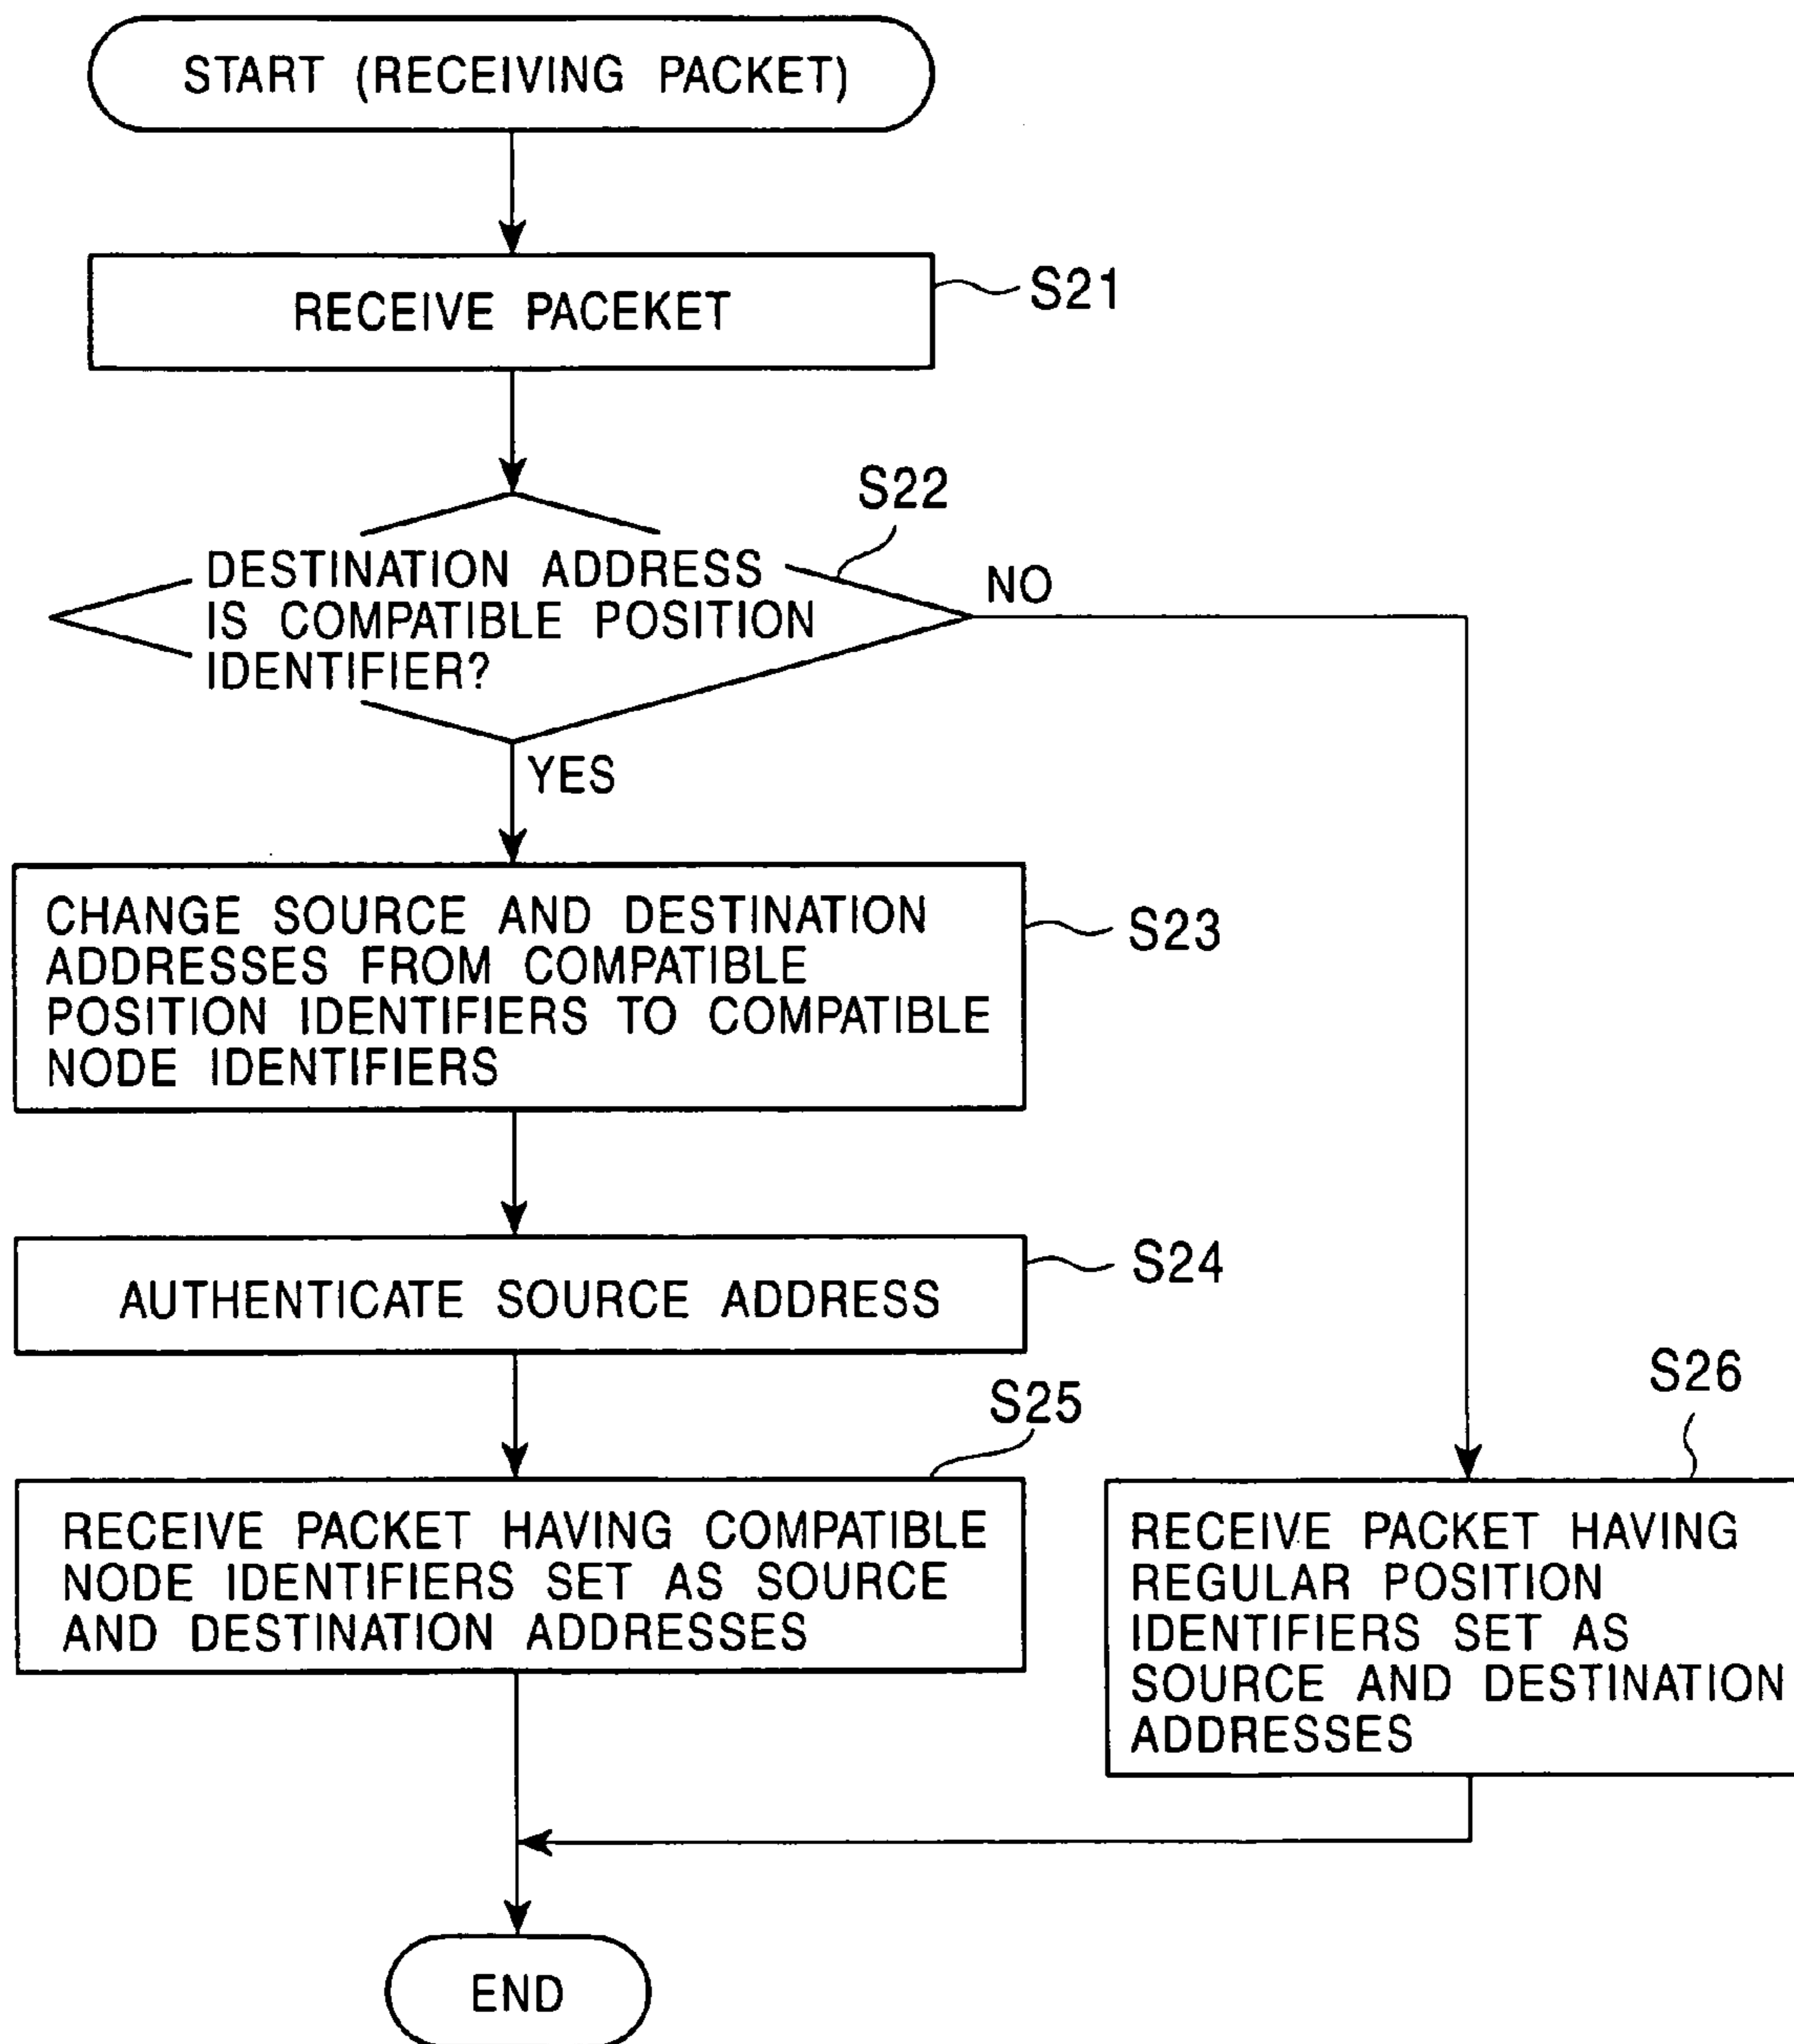 START (RECEIVING PACKET)
RECEIVE PACEKET
S21
S22
DESTINATION ADDRESS
IS COMPATIBLE POSITION
IDENTIFIER?
NO
YES
CHANGE SOURCE AND DESTINATION
ADDRESSES FROM COMPATIBLE
POSITION IDENTIFIERS TO COMPATIBLE
NODE IDENTIFIERS
S23
AUTHENTICATE SOURCE ADDRESS
S24
S25
RECEIVE PACKET HAVING COMPATIBLE
NODE IDENTIFIERS SET AS SOURCE
AND DESTINATION ADDRESSES
S26
RECEIVE PACKET HAVING
REGULAR POSITION
IDENTIFIERS SET AS
SOURCE AND DESTINATION
ADDRESSES
END